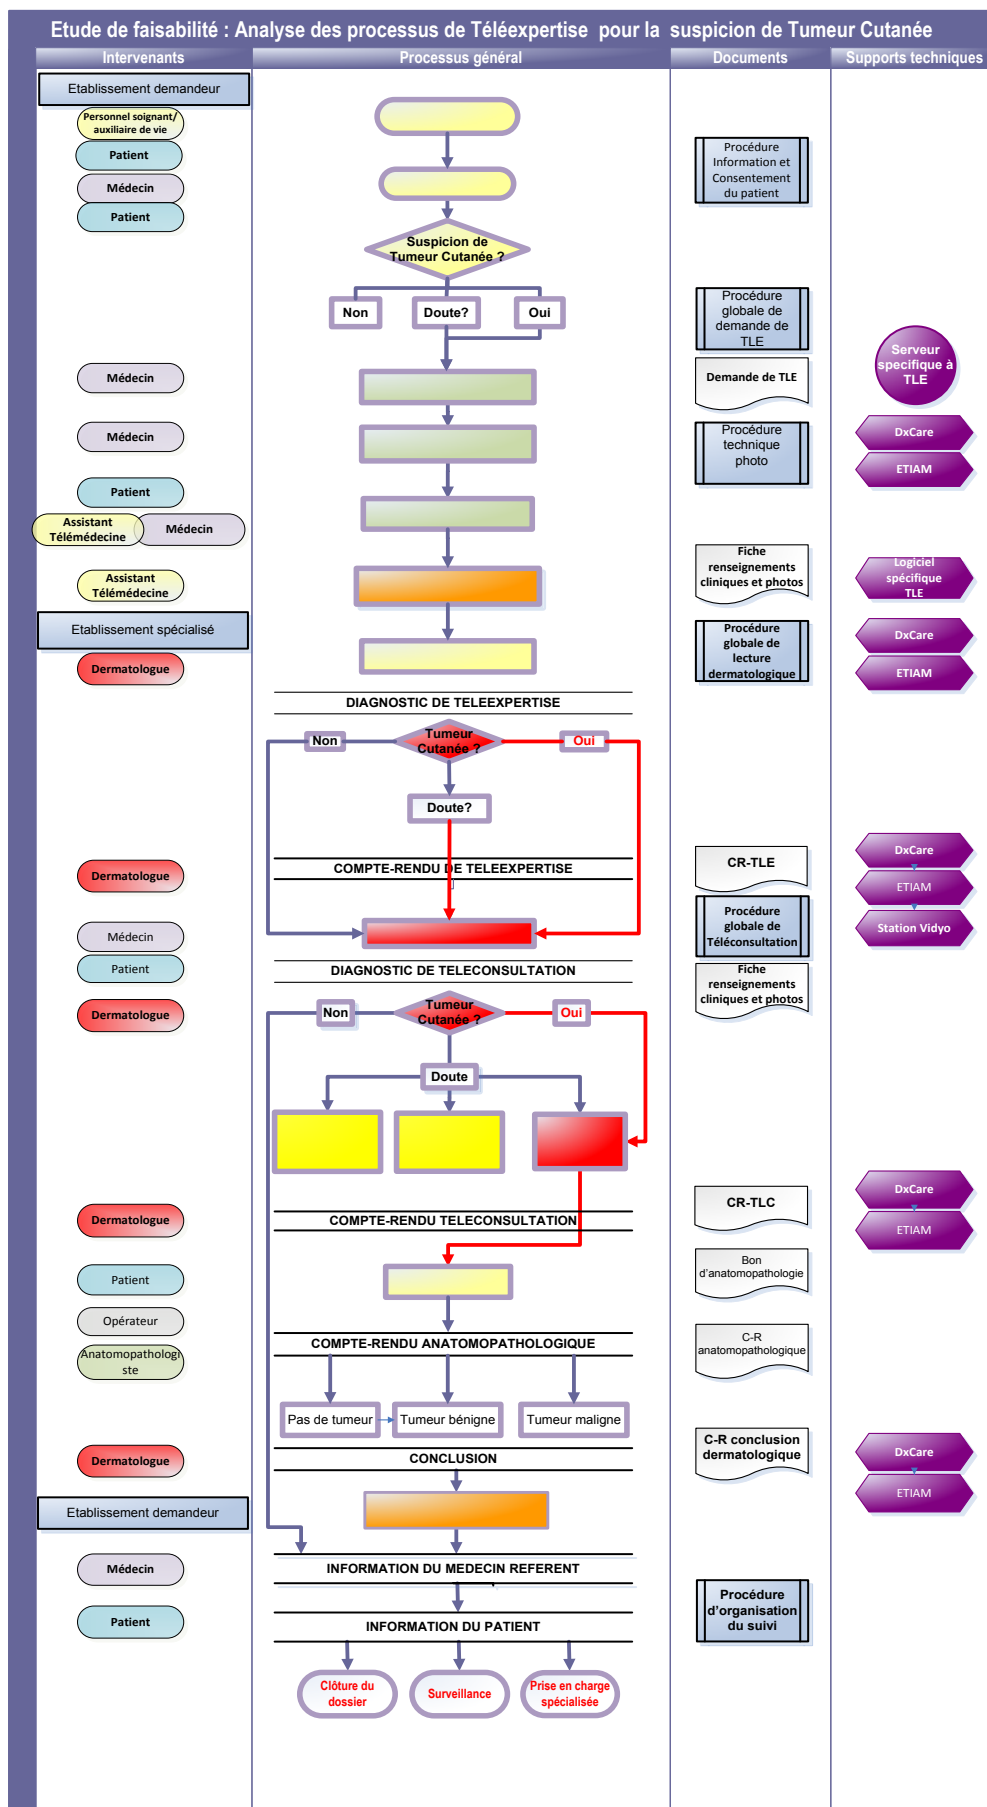 Etude de faisabilité : Analyse des processus de Téléexpertise pour la suspicion de Tumeur Cutanée
Intervenants
Processus général
Documents
Supports techniques
Etablissement demandeur
Personnel soignant/
auxiliaire de vie
Patient
Médecin
Patient
Procédure
Information et
Consentement
du patient
Suspicion de
Tumeur Cutanée ?
Non
Doute?
Oui
Procédure
globale de
demande de
TLE
Serveur
specifique à
TLE
Médecin
Demande de TLE
Médecin
Procédure
technique
photo
DxCare
ETIAM
Patient
Assistant
Télémédecine
Médecin
Assistant
Télémédecine
Fiche
renseignements
cliniques et photos
Logiciel
spécifique
TLE
Etablissement spécialisé
Dermatologue
Procédure
globale de
lecture
dermatologique
DxCare
ETIAM
DIAGNOSTIC DE TELEEXPERTISE
Non
Tumeur
Cutanée ?
Oui
Doute?
Dermatologue
COMPTE-RENDU DE TELEEXPERTISE
CR-TLE
DxCare
ETIAM
Station Vidyo
Médecin
Procédure
globale de
Téléconsultation
Patient
DIAGNOSTIC DE TELECONSULTATION
Fiche
renseignements
cliniques et photos
Dermatologue
Non
Tumeur
Cutanée ?
Oui
Doute
Dermatologue
COMPTE-RENDU TELECONSULTATION
CR-TLC
DxCare
ETIAM
Patient
Bon
d'anatomopathologie
Opérateur
Anatomopathologi
ste
COMPTE-RENDU ANATOMOPATHOLOGIQUE
C-R
anatomopathologique
Pas de tumeur
Tumeur bénigne
Tumeur maligne
Dermatologue
CONCLUSION
C-R conclusion
dermatologique
DxCare
ETIAM
Etablissement demandeur
Médecin
INFORMATION DU MEDECIN REFERENT
Patient
INFORMATION DU PATIENT
Procédure
d'organisation
du suivi
Clôture du
dossier
Surveillance
Prise en charge
spécialisée